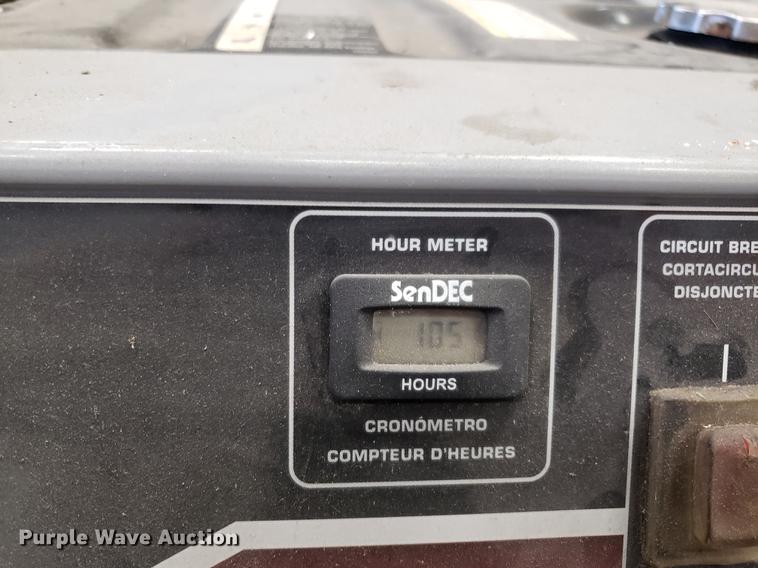 HOUR METER
SenDEC
105
HOURS
CRONÓMETRO
COMPTEUR D'HEURES
CIRCUIT BRE
CORTACIRCU
DISJONCTE
Purple Wave Auction